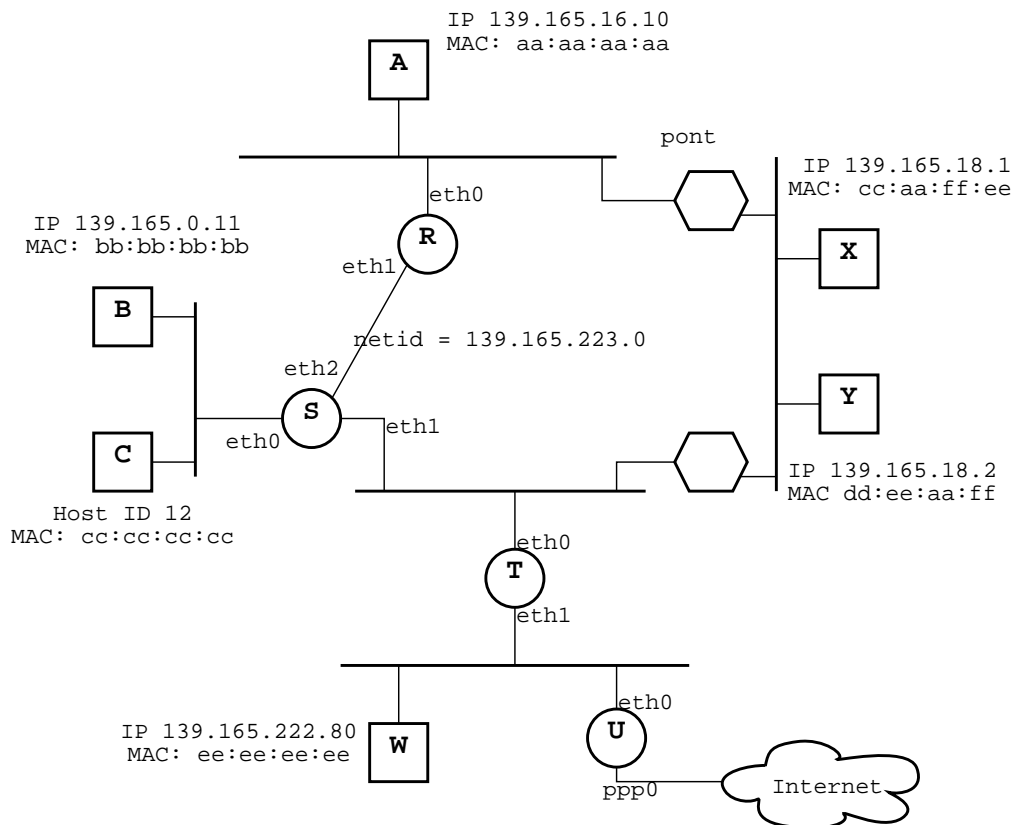 IP 139.165.16.10
MAC: aa:aa:aa:aa
A
pont
IP 139.165.18.1
MAC: cc:aa:ff:ee
eth0
IP 139.165.0.11
MAC: bb:bb:bb:bb
R
X
eth1
B
netid = 139.165.223.0
eth2
Y
S
eth1
eth0
C
IP 139.165.18.2
MAC dd:ee:aa:ff
Host ID 12
MAC: cc:cc:cc:cc
eth0
T
eth1
eth0
IP 139.165.222.80
MAC: ee:ee:ee:ee
W
U
ppp0
Internet